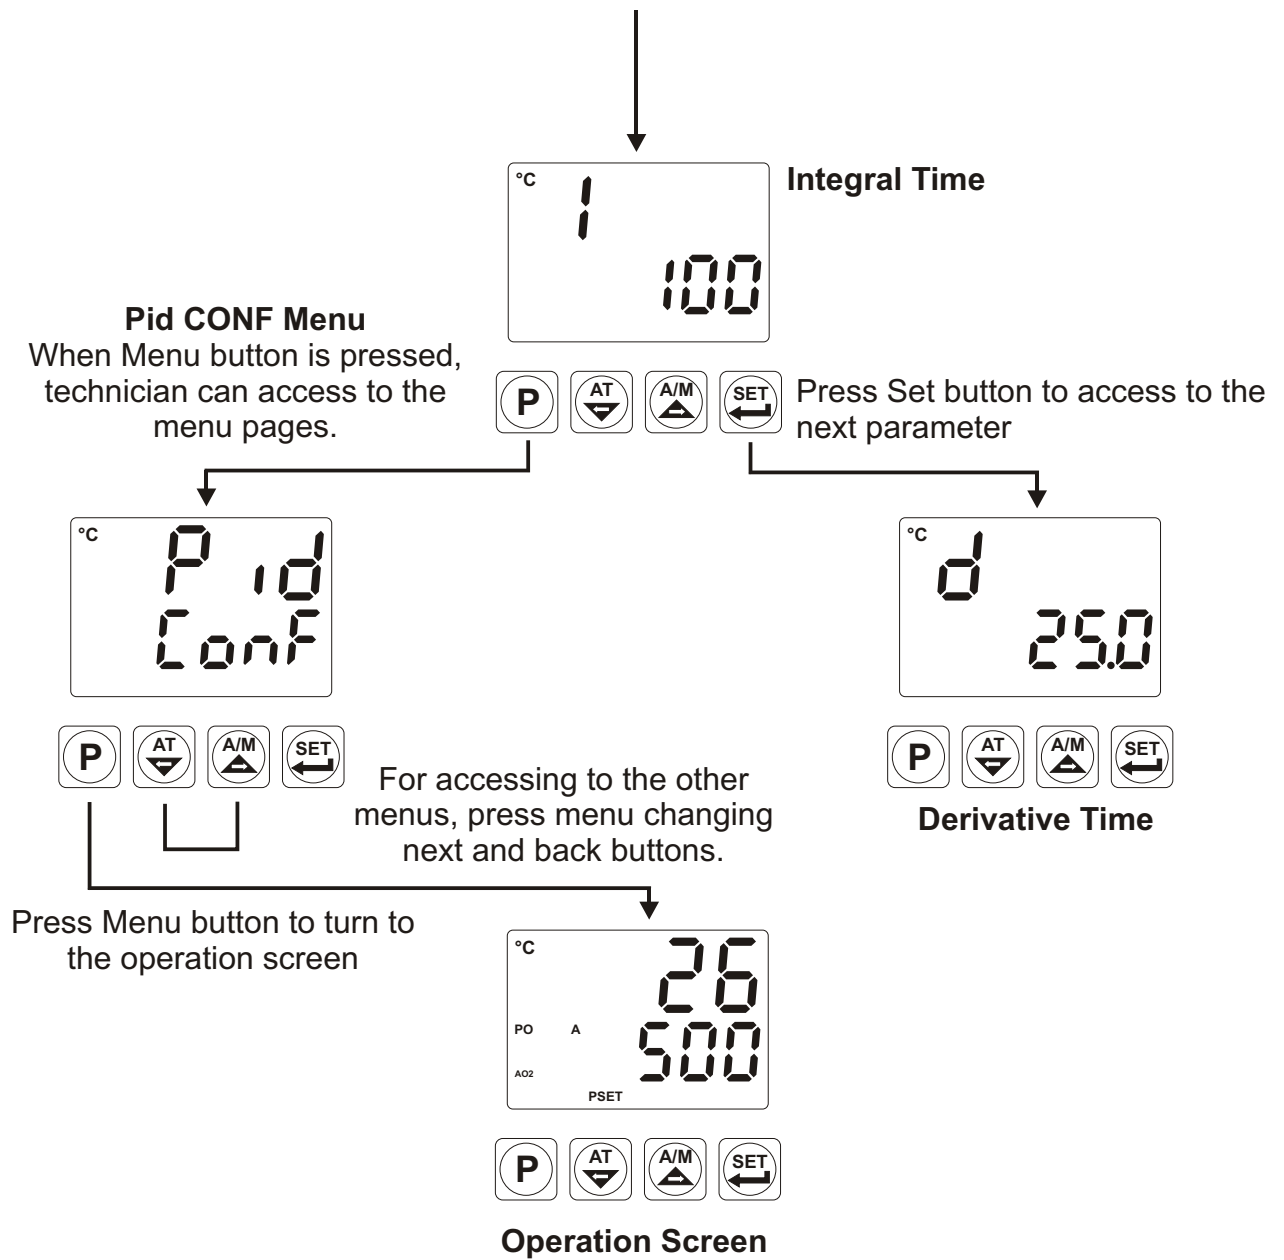 °C
1
Integral Time
100
Pid CONF Menu
When Menu button is pressed,
technician can access to the
menu pages.
P AT A/M SET
Press Set button to access to the
next parameter
°C
Pid
ConF
°C
d
25.0
P AT A/M SET
P AT A/M SET
Derivative Time
For accessing to the other
menus, press menu changing
next and back buttons.
Press Menu button to turn to
the operation screen
°C
26
PO A
500
AO2
PSET
P AT A/M SET
Operation Screen